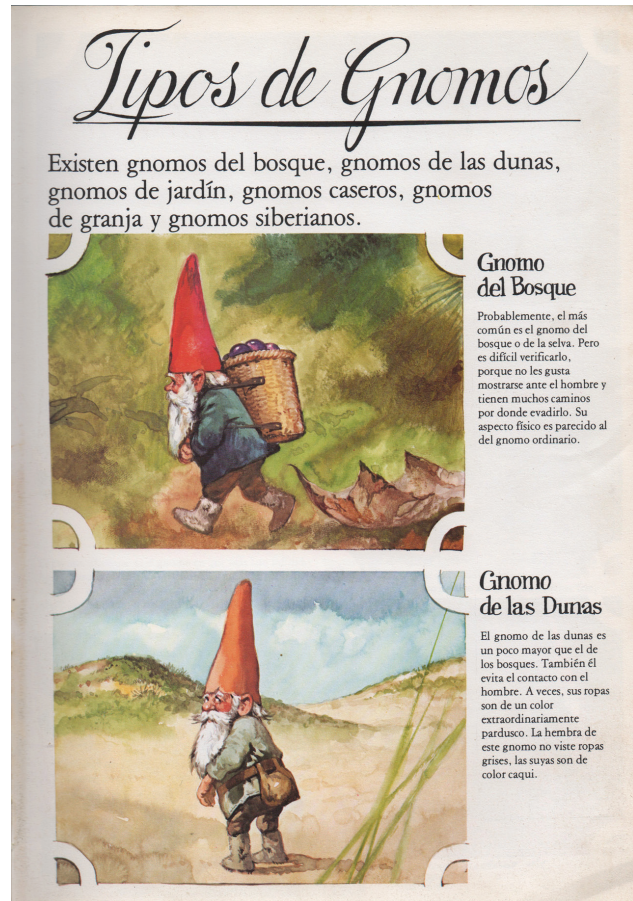 Tipos de Gnomos
Existen gnomos del bosque, gnomos de las dunas,
gnomos de jardín, gnomos caseros, gnomos
de granja y gnomos siberianos.
Gnomo
del Bosque
Probablemente, el más
común es el gnomo del
bosque o de la selva. Pero
es difícil verificarlo,
porque no les gusta
mostrarse ante el hombre y
tienen muchos caminos
por donde evadirlo. Su
aspecto físico es parecido al
del gnomo ordinario.
Gnomo
de las Dunas
El gnomo de las dunas es
un poco mayor que el de
los bosques. También él
evita el contacto con el
hombre. A veces, sus ropas
son de un color
extraordinariamente
pardusco. La hembra de
este gnomo no viste ropas
grises, las suyas son de
color caqui.